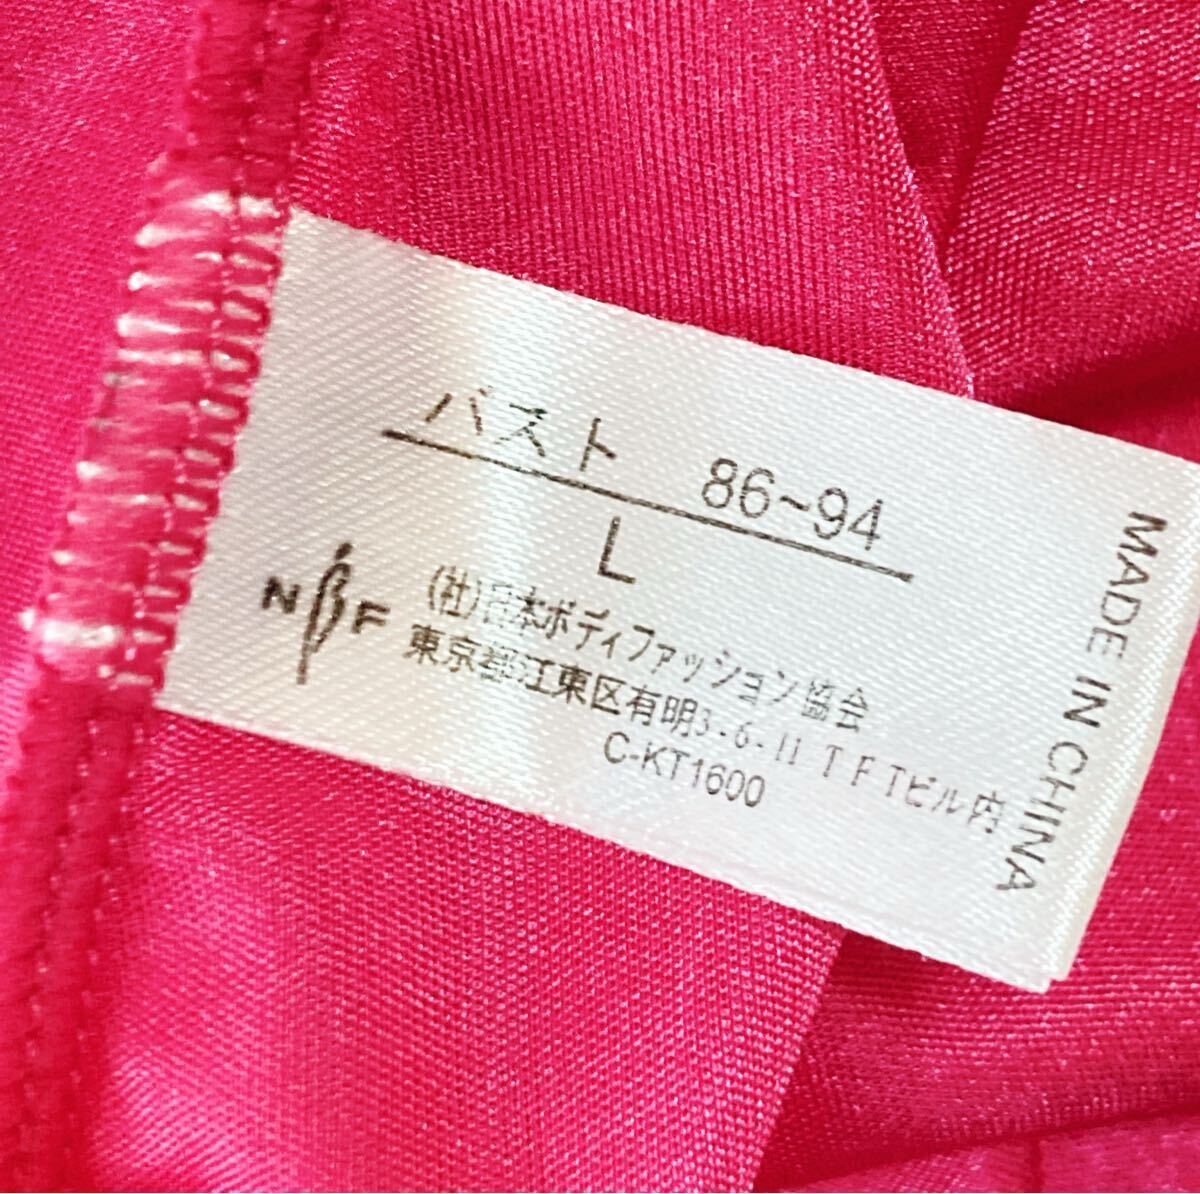 バスト 86~94
L
NBF
(社)日本ボディファッション協会
東京都江東区有明3-6-11 TFTビル内
C-KT1600
MADE IN CHINA